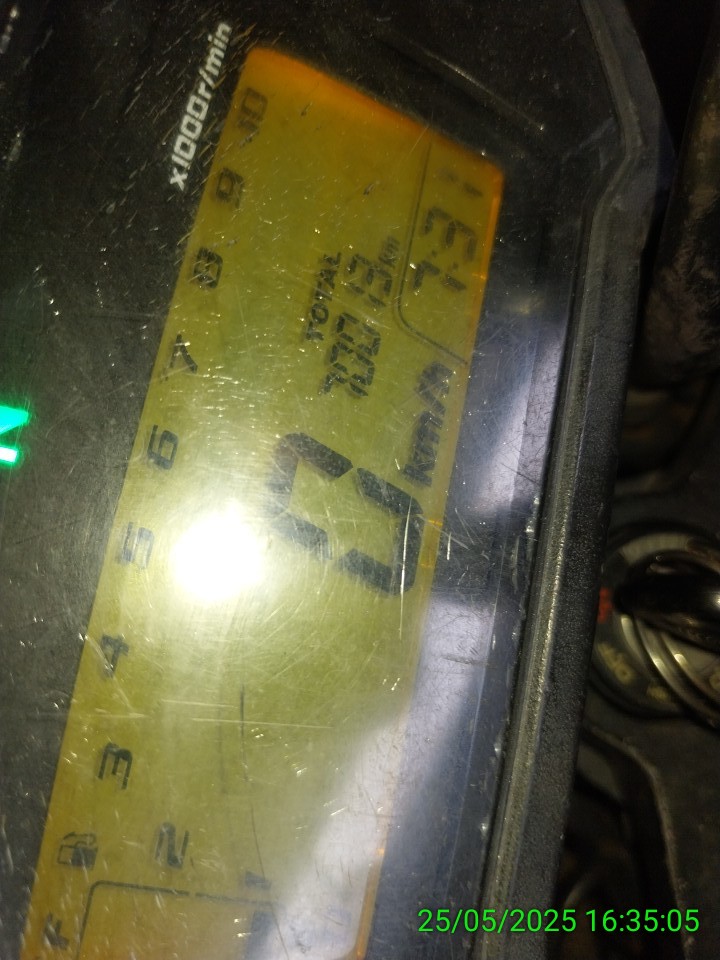 N
x1000r/min
1 2 3 4 5 6 7 8 9 10
F
TOTAL
70013 km
0 km/h
25/05/2025 16:35:05